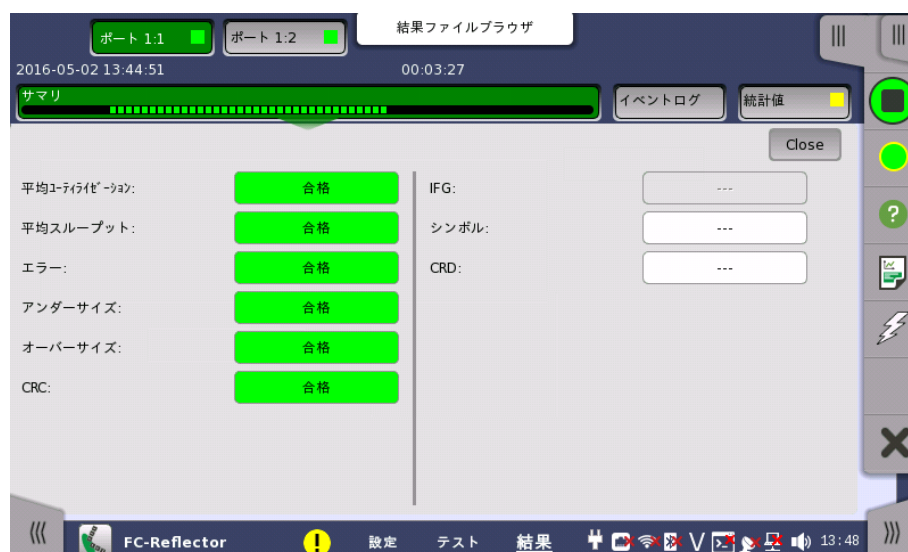 ポート 1:1
ポート 1:2
結果ファイルブラウザ
2016-05-02 13:44:51
00:03:27
サマリ
イベントログ
統計値
Close
平均ﾕｰﾃｨﾗｲｾﾞｰｼｮﾝ:
合格
IFG:
---
平均スループット:
合格
シンボル:
---
エラー:
合格
CRD:
---
アンダーサイズ:
合格
オーバーサイズ:
合格
CRC:
合格
FC-Reflector
設定
テスト
結果
13:48